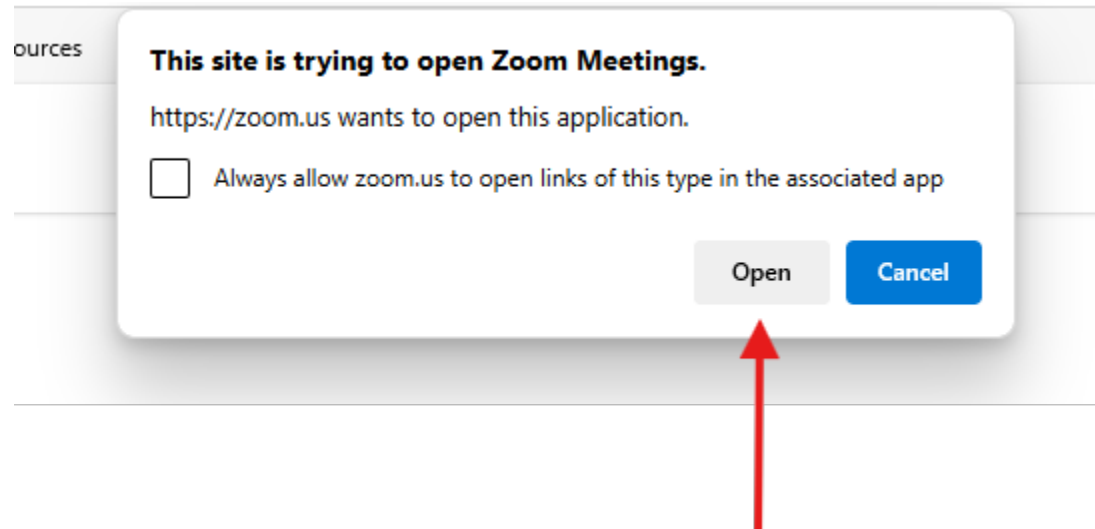 ources
This site is trying to open Zoom Meetings.
https://zoom.us wants to open this application.
Always allow zoom.us to open links of this type in the associated app
Open
Cancel